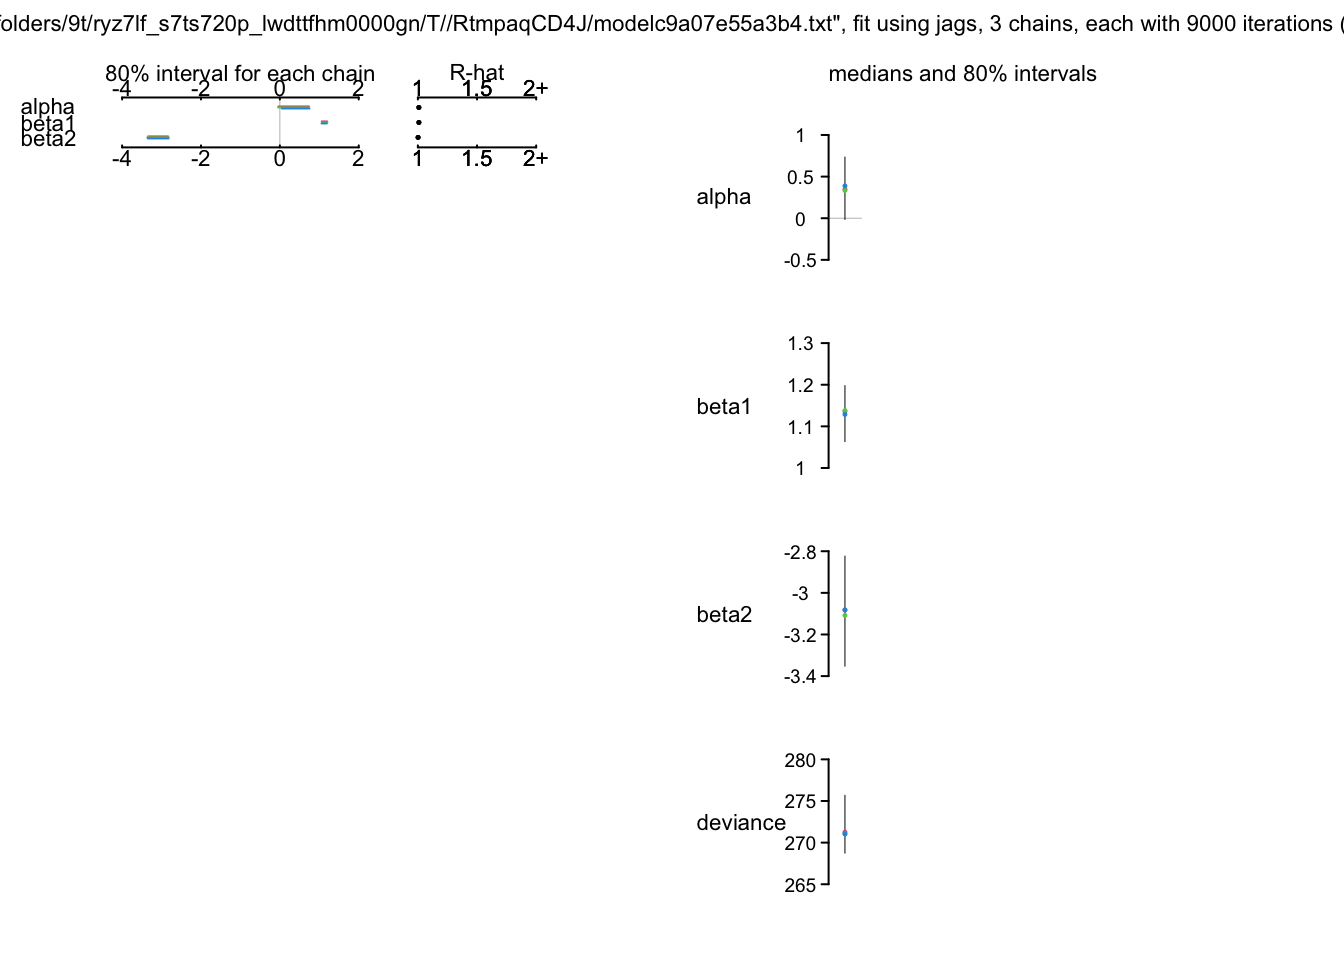 folders/9t/ryz7lf_s7ts720p_lwdttfhm0000gn/T//RtmpaqCD4J/modelc9a07e55a3b4.txt", fit using jags, 3 chains, each with 9000 iterations (
80% interval for each chain R-hat medians and 80% intervals
-4 -2 0 2 1 1.5 2+
alpha
beta1
beta2
-4 -2 0 2 1 1.5 2+
1
0.5
alpha
0
-0.5
1.3
1.2
beta1
1.1
1
-2.8
-3
beta2
-3.2
-3.4
280
275
deviance
270
265